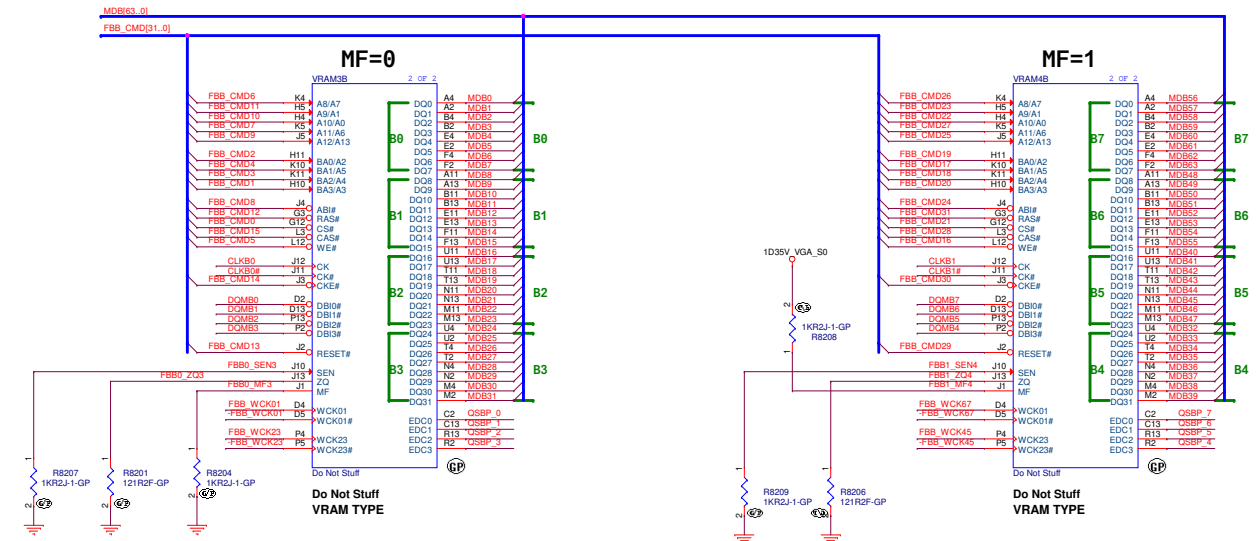 MDB[63..0]
FBB_CMD[31..0]
MF=0
VRAM3B
2 OF 2
FBB_CMD6 K4 A8/A7
FBB_CMD11 H5 A9/A1
FBB_CMD10 H4 A10/A0
FBB_CMD7 K5 A11/A6
FBB_CMD9 J5 A12/A13
FBB_CMD2 H11 BA0/A2
FBB_CMD4 K10 BA1/A5
FBB_CMD3 K11 BA2/A4
FBB_CMD1 H10 BA3/A3
FBB_CMD8 J4 ABI#
FBB_CMD12 G3 RAS#
FBB_CMD0 G12 CS#
FBB_CMD15 L3 CAS#
FBB_CMD5 L12 WE#
CLKB0 J12 CK
CLKB0# J11 CK#
FBB_CMD14 J3 CKE#
DQMB0 D2 DBI0#
DQMB1 D13 DBI1#
DQMB2 P13 DBI2#
DQMB3 P2 DBI3#
FBB_CMD13 J2 RESET#
FBB0_SEN3 J10 SEN
FBB0_ZQ3 J13 ZQ
FBB0_MF3 J1 MF
FBB_WCK01 D4 WCK01
-FBB_WCK01 D5 WCK01#
FBB_WCK23 P4 WCK23
-FBB_WCK23 P5 WCK23#
DQ0 A4 MDB0
DQ1 A2 MDB1
DQ2 B4 MDB2
DQ3 B2 MDB3
DQ4 E4 MDB4
DQ5 E2 MDB5
DQ6 F4 MDB6
DQ7 F2 MDB7
DQ8 A11 MDB8
DQ9 A13 MDB9
DQ10 B11 MDB10
DQ11 B13 MDB11
DQ12 E11 MDB12
DQ13 E13 MDB13
DQ14 F11 MDB14
DQ15 F13 MDB15
DQ16 U11 MDB16
DQ17 U13 MDB17
DQ18 T11 MDB18
DQ19 T13 MDB19
DQ20 N11 MDB20
DQ21 N13 MDB21
DQ22 M11 MDB22
DQ23 M13 MDB23
DQ24 U4 MDB24
DQ25 U2 MDB25
DQ26 T4 MDB26
DQ27 T2 MDB27
DQ28 N4 MDB28
DQ29 N2 MDB29
DQ30 M4 MDB30
DQ31 M2 MDB31
EDC0 C2 QSBP_0
EDC1 C13 QSBP_1
EDC2 R13 QSBP_2
EDC3 R2 QSBP_3
B0 B0
B1 B1
B2 B2
B3 B3
1 R8207 1KR2J-1-GP 2
1 R8201 121R2F-GP 2
1 R8204 1KR2J-1-GP 2
GP
Do Not Stuff
Do Not Stuff
VRAM TYPE
1D35V_VGA_S0
2
1KR2J-1-GP
R8208
1
MF=1
VRAM4B
2 OF 2
FBB_CMD26 K4 A8/A7
FBB_CMD23 H5 A9/A1
FBB_CMD22 H4 A10/A0
FBB_CMD27 K5 A11/A6
FBB_CMD25 J5 A12/A13
FBB_CMD19 H11 BA0/A2
FBB_CMD17 K10 BA1/A5
FBB_CMD18 K11 BA2/A4
FBB_CMD20 H10 BA3/A3
FBB_CMD24 J4 ABI#
FBB_CMD31 G3 RAS#
FBB_CMD21 G12 CS#
FBB_CMD28 L3 CAS#
FBB_CMD16 L12 WE#
CLKB1 J12 CK
CLKB1# J11 CK#
FBB_CMD30 J3 CKE#
DQMB7 D2 DBI0#
DQMB6 D13 DBI1#
DQMB5 P13 DBI2#
DQMB4 P2 DBI3#
FBB_CMD29 J2 RESET#
FBB1_SEN4 J10 SEN
FBB1_ZQ4 J13 ZQ
FBB1_MF4 J1 MF
FBB_WCK67 D4 WCK01
-FBB_WCK67 D5 WCK01#
FBB_WCK45 P4 WCK23
-FBB_WCK45 P5 WCK23#
DQ0 A4 MDB56
DQ1 A2 MDB57
DQ2 B4 MDB58
DQ3 B2 MDB59
DQ4 E4 MDB60
DQ5 E2 MDB61
DQ6 F4 MDB62
DQ7 F2 MDB63
DQ8 A11 MDB48
DQ9 A13 MDB49
DQ10 B11 MDB50
DQ11 B13 MDB51
DQ12 E11 MDB52
DQ13 E13 MDB53
DQ14 F11 MDB54
DQ15 F13 MDB55
DQ16 U11 MDB40
DQ17 U13 MDB41
DQ18 T11 MDB42
DQ19 T13 MDB43
DQ20 N11 MDB44
DQ21 N13 MDB45
DQ22 M11 MDB46
DQ23 M13 MDB47
DQ24 U4 MDB32
DQ25 U2 MDB33
DQ26 T4 MDB34
DQ27 T2 MDB35
DQ28 N4 MDB36
DQ29 N2 MDB37
DQ30 M4 MDB38
DQ31 M2 MDB39
EDC0 C2 QSBP_7
EDC1 C13 QSBP_6
EDC2 R13 QSBP_5
EDC3 R2 QSBP_4
B7 B7
B6 B6
B5 B5
B4 B4
1 R8209 1KR2J-1-GP 2
1 R8206 121R2F-GP 2
GP
Do Not Stuff
Do Not Stuff
VRAM TYPE